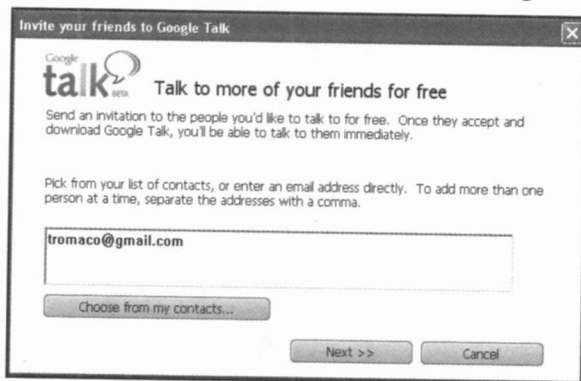 Invite your friends to Google Talk
Google
talk
BETA
Talk to more of your friends for free
Send an invitation to the people you'd like to talk to for free. Once they accept and
download Google Talk, you'll be able to talk to them immediately.
Pick from your list of contacts, or enter an email address directly. To add more than one
person at a time, separate the addresses with a comma.
tromaco@gmail.com
Choose from my contacts...
Next >>
Cancel